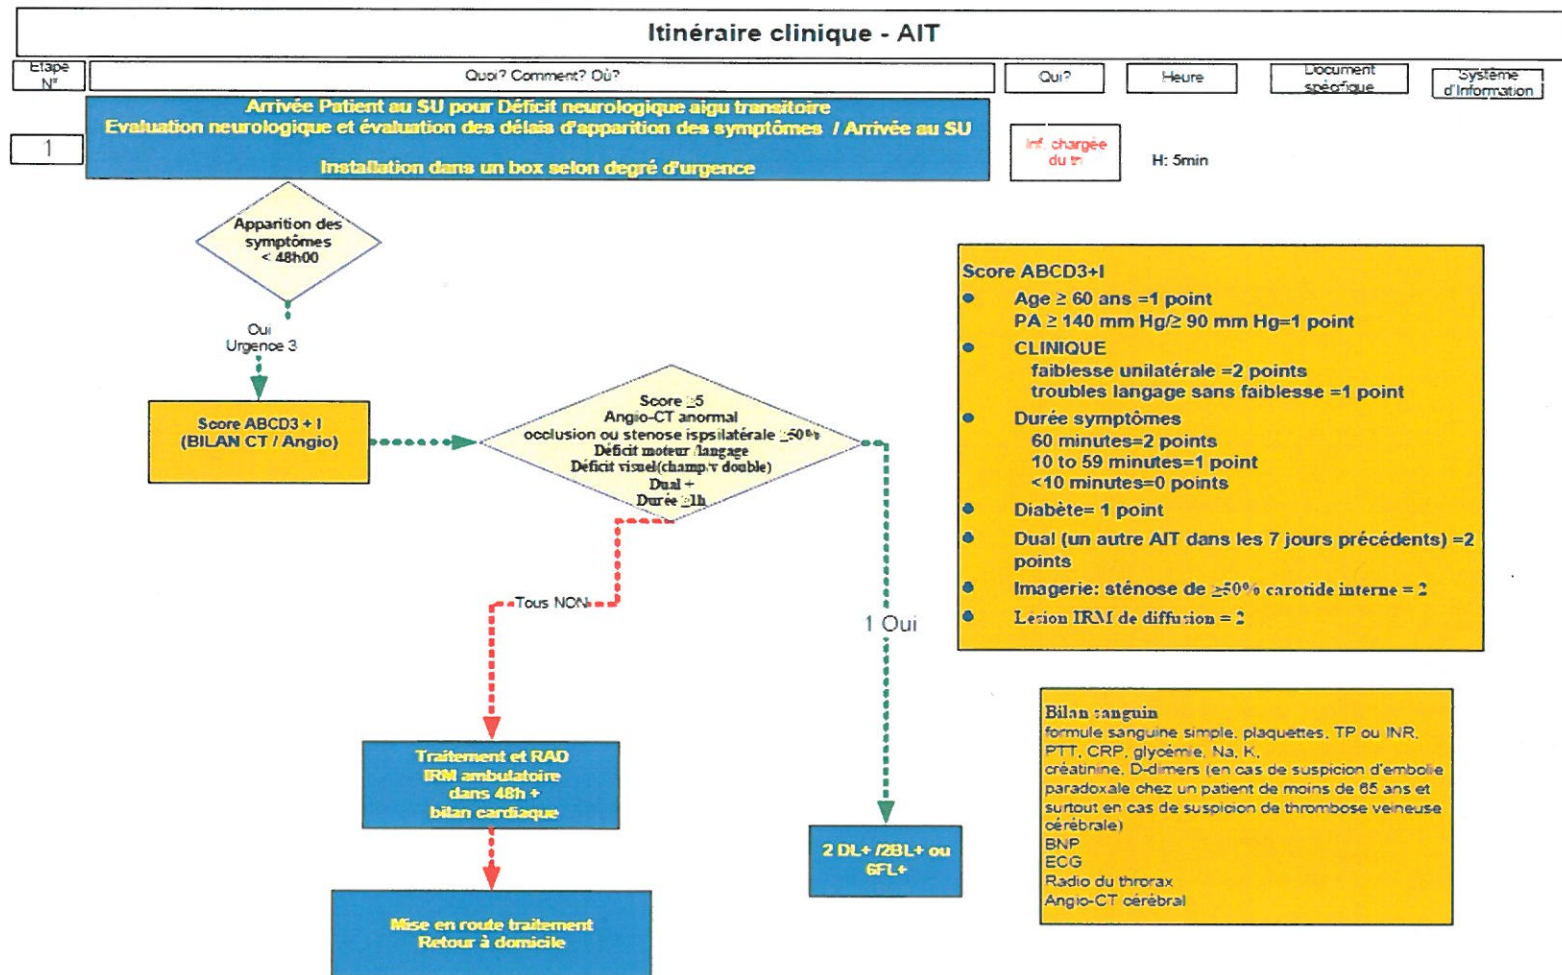 Itinéraire clinique - AIT
Etape
N°
Quoi? Comment? Où?
Qui?
Heure
Document
spécifique
Système
d'Information
1
Arrivée Patient au SU pour Déficit neurologique aigu transitoire
Evaluation neurologique et évaluation des délais d'apparition des symptômes / Arrivée au SU
Installation dans un box selon degré d'urgence
Inf. chargée
du tri
H: 5min
Apparition des
symptômes
< 48h00
Oui
Urgence 3
Score ABCD3 + I
(BILAN CT / Angio)
Score ≥5
Angio-CT anormal
occlusion ou stenose ispsilatérale ≥50%
Déficit moteur /langage
Déficit visuel(champ/v double)
Dual +
Durée ≥1h
Tous NON
1 Oui
Traitement et RAD
IRM ambulatoire
dans 48h +
bilan cardiaque
Mise en route traitement
Retour à domicile
2 DL+ /2BL+ ou
6FL+
Score ABCD3+I
• Age ≥ 60 ans =1 point
PA ≥ 140 mm Hg/≥ 90 mm Hg=1 point
• CLINIQUE
faiblesse unilatérale =2 points
troubles langage sans faiblesse =1 point
• Durée symptômes
60 minutes=2 points
10 to 59 minutes=1 point
<10 minutes=0 points
• Diabète= 1 point
• Dual (un autre AIT dans les 7 jours précédents) =2
points
• Imagerie: sténose de ≥50% carotide interne = 2
• Lésion IRM de diffusion = 2
Bilan sanguin
formule sanguine simple, plaquettes, TP ou INR,
PTT, CRP, glycémie, Na, K,
créatinine, D-dimers (en cas de suspicion d'embolie
paradoxale chez un patient de moins de 65 ans et
surtout en cas de suspicion de thrombose veineuse
cérébrale)
BNP
ECG
Radio du throrax
Angio-CT cérébral